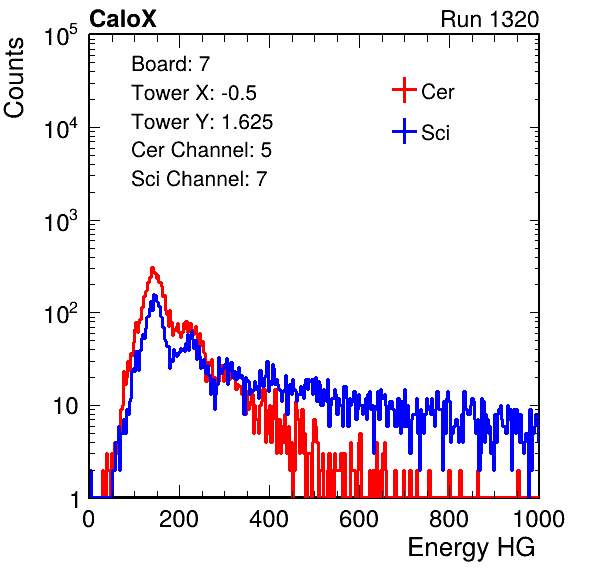 CaloX Run 1320
Counts
Board: 7
Tower X: -0.5
Tower Y: 1.625
Cer Channel: 5
Sci Channel: 7
Cer
Sci
10^5
10^4
10^3
10^2
10
1
0 200 400 600 800 1000
Energy HG